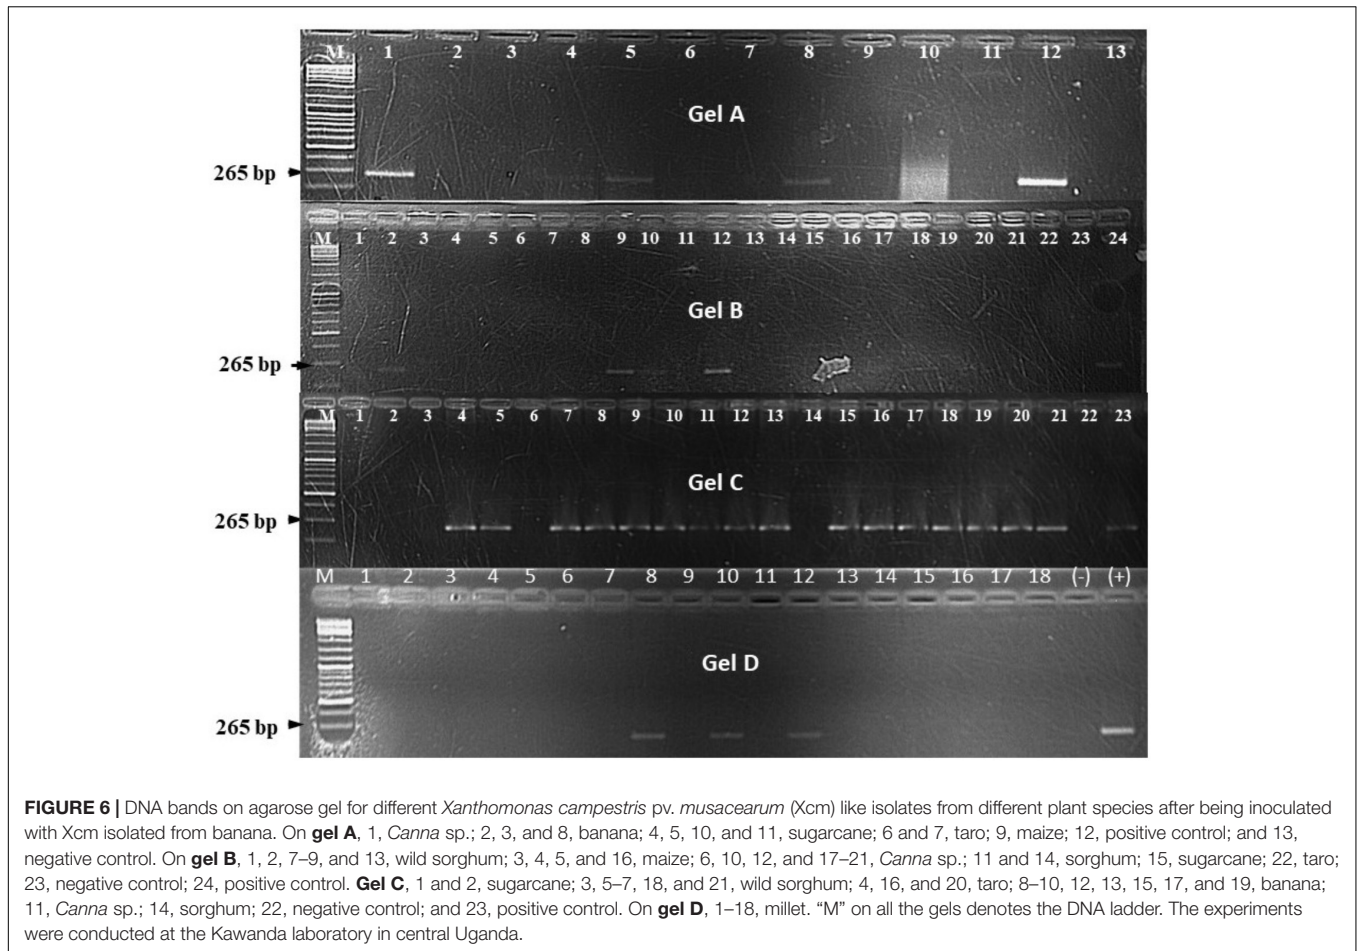 M 1 2 3 4 5 6 7 8 9 10 11 12 13
Gel A
265 bp
M 1 2 3 4 5 6 7 8 9 10 11 12 13 14 15 16 17 18 19 20 21 22 23 24
Gel B
265 bp
M 1 2 3 4 5 6 7 8 9 10 11 12 13 14 15 16 17 18 19 20 21 22 23
Gel C
265 bp
M 1 2 3 4 5 6 7 8 9 10 11 12 13 14 15 16 17 18 (-) (+)
Gel D
265 bp
FIGURE 6 | DNA bands on agarose gel for different Xanthomonas campestris pv. musacearum (Xcm) like isolates from different plant species after being inoculated
with Xcm isolated from banana. On gel A, 1, Canna sp.; 2, 3, and 8, banana; 4, 5, 10, and 11, sugarcane; 6 and 7, taro; 9, maize; 12, positive control; and 13,
negative control. On gel B, 1, 2, 7–9, and 13, wild sorghum; 3, 4, 5, and 16, maize; 6, 10, 12, and 17–21, Canna sp.; 11 and 14, sorghum; 15, sugarcane; 22, taro;
23, negative control; 24, positive control. Gel C, 1 and 2, sugarcane; 3, 5–7, 18, and 21, wild sorghum; 4, 16, and 20, taro; 8–10, 12, 13, 15, 17, and 19, banana;
11, Canna sp.; 14, sorghum; 22, negative control; and 23, positive control. On gel D, 1–18, millet. “M” on all the gels denotes the DNA ladder. The experiments
were conducted at the Kawanda laboratory in central Uganda.